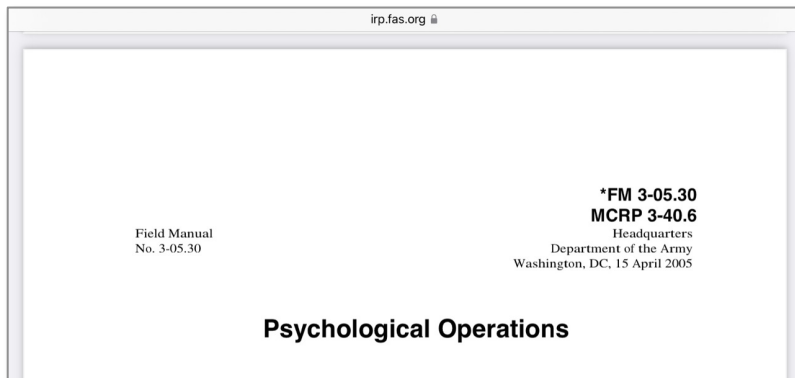 irp.fas.org
*FM 3-05.30
MCRP 3-40.6
Field Manual
No. 3-05.30
Headquarters
Department of the Army
Washington, DC, 15 April 2005
Psychological Operations